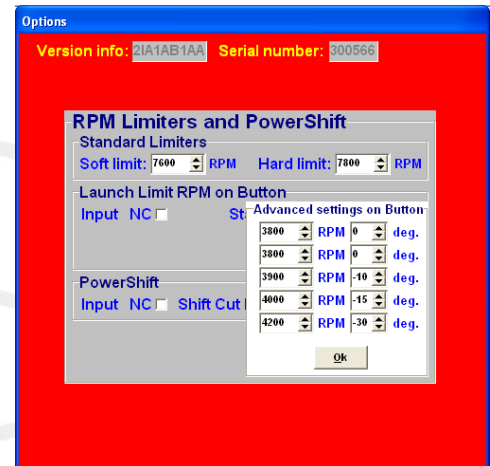 Options
Version info: 2IA1AB1AA Serial number: 300566
RPM Limiters and PowerShift
Standard Limiters
Soft limit: 7600 RPM Hard limit: 7800 RPM
Launch Limit RPM on Button
Input NC St
Advanced settings on Button
3800 RPM 0 deg.
3800 RPM 0 deg.
3900 RPM -10 deg.
4000 RPM -15 deg.
4200 RPM -30 deg.
Ok
PowerShift
Input NC Shift Cut